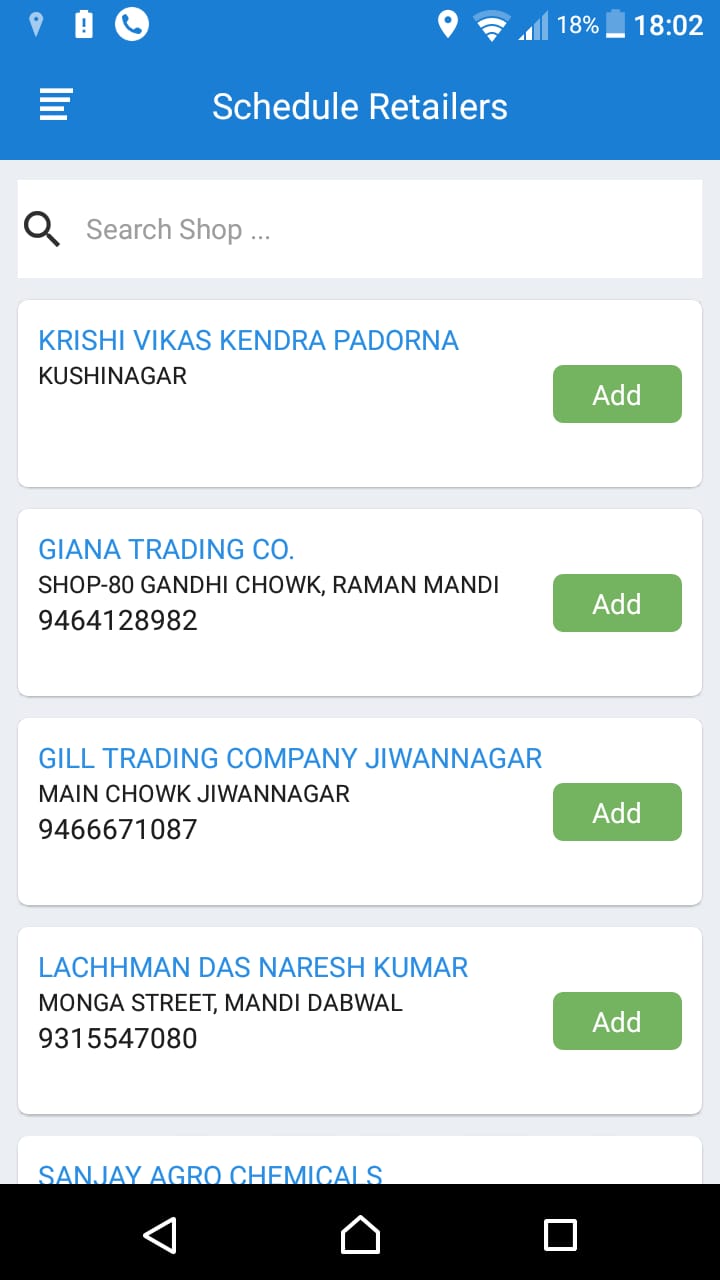 18% 18:02
Schedule Retailers
Search Shop ...
KRISHI VIKAS KENDRA PADORNA
KUSHINAGAR
Add
GIANA TRADING CO.
SHOP-80 GANDHI CHOWK, RAMAN MANDI
9464128982
Add
GILL TRADING COMPANY JIWANNAGAR
MAIN CHOWK JIWANNAGAR
9466671087
Add
LACHHMAN DAS NARESH KUMAR
MONGA STREET, MANDI DABWAL
9315547080
Add
SANJAY AGRO CHEMICALS